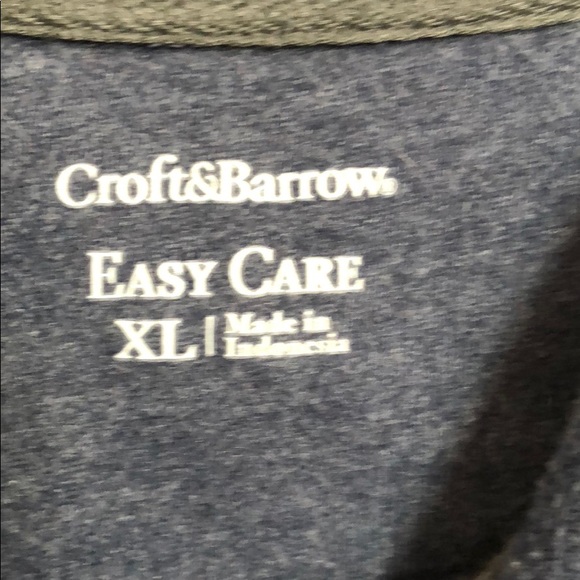 Croft&Barrow®
EASY CARE
XL | Made in
Indonesia